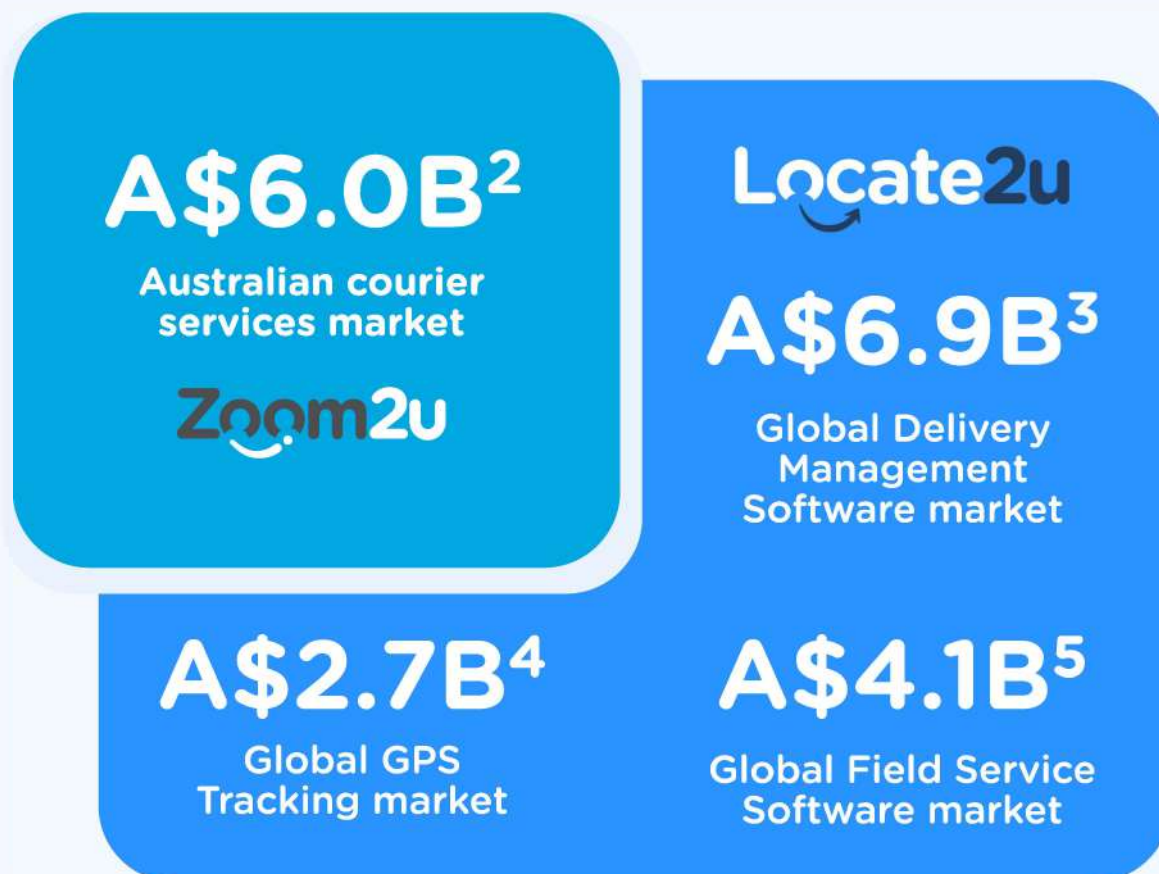 A$6.0B²
Australian courier
services market
Zoom2u
Locate2u
A$6.9B³
Global Delivery
Management
Software market
A$2.7B⁴
Global GPS
Tracking market
A$4.1B⁵
Global Field Service
Software market